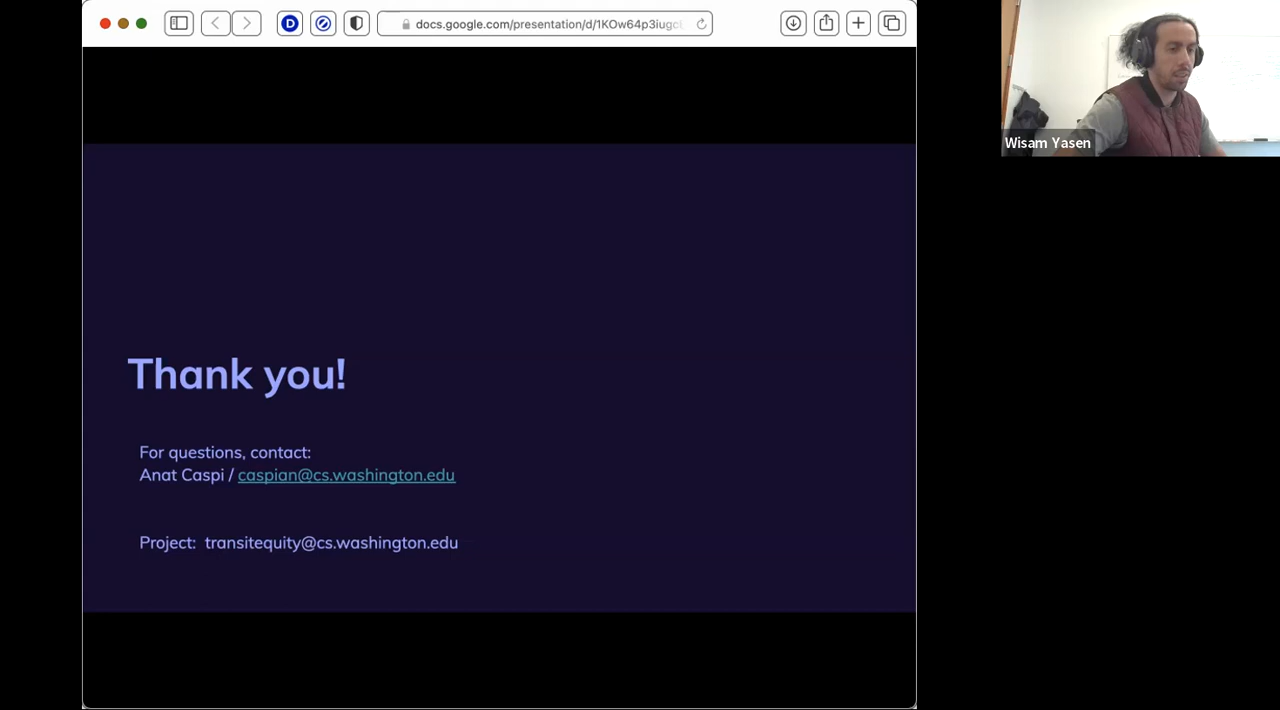 docs.google.com/presentation/d/1KOw64p3iugc
Wisam Yasen
Thank you!
For questions, contact:
Anat Caspi / caspian@cs.washington.edu
Project: transitequity@cs.washington.edu